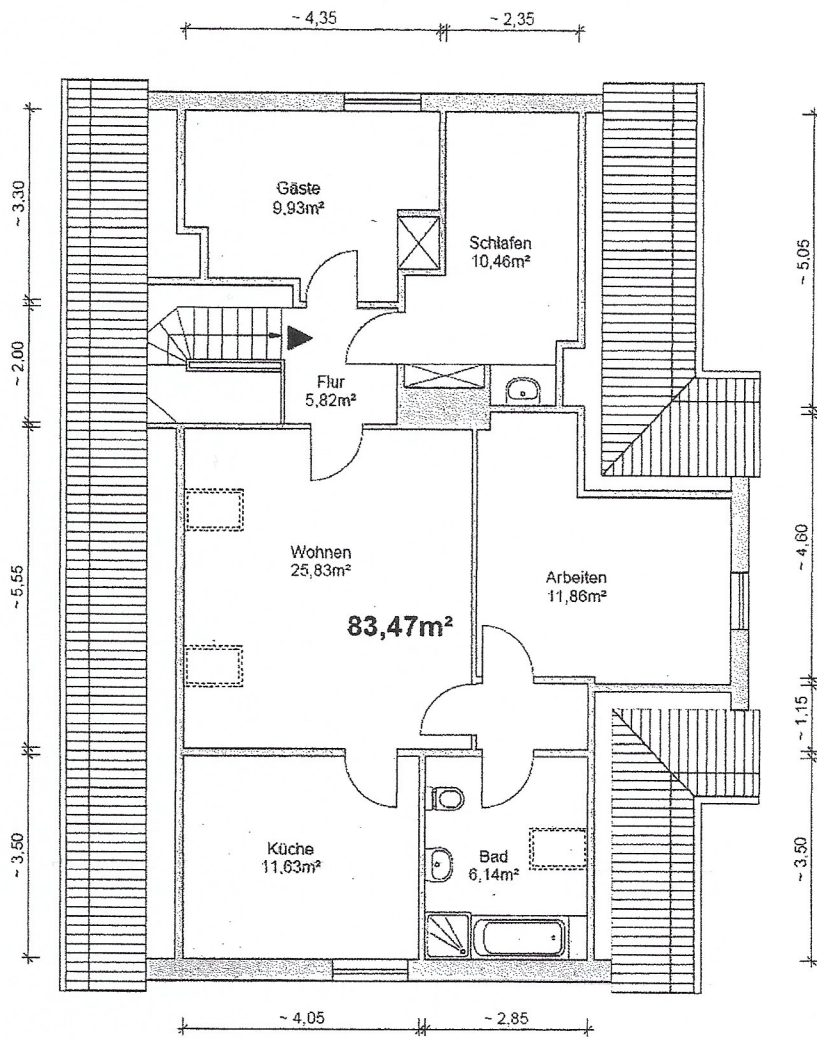 ~ 4,35
~ 2,35
~ 3,30
Gäste
9,93m²
Schlafen
10,46m²
~ 5,05
~ 2,00
Flur
5,82m²
Wohnen
25,83m²
~ 5,55
83,47m²
Arbeiten
11,86m²
~ 4,60
~ 1,15
Küche
11,63m²
Bad
6,14m²
~ 3,50
~ 3,50
~ 4,05
~ 2,85